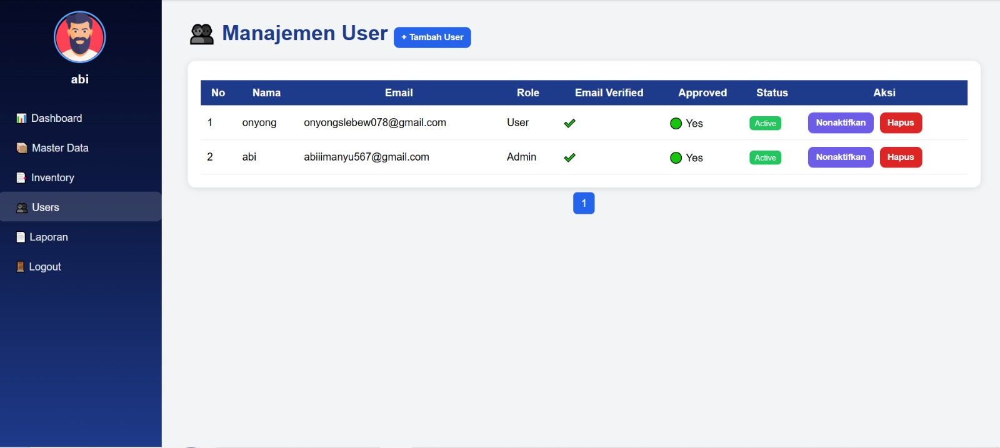 abi
Dashboard
Master Data
Inventory
Users
Laporan
Logout
Manajemen User + Tambah User
No Nama Email Role Email Verified Approved Status Aksi
1 onyong onyongslebew078@gmail.com User Yes Active Nonaktifkan Hapus
2 abi abiiimanyu567@gmail.com Admin Yes Active Nonaktifkan Hapus
1